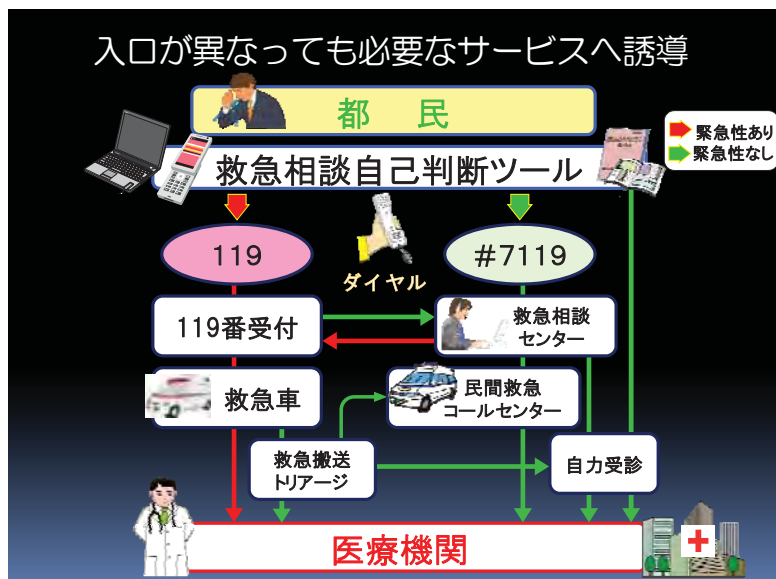 入口が異なっても必要なサービスへ誘導
都 民
緊急性あり
緊急性なし
救急相談自己判断ツール
119
#7119
ダイヤル
119番受付
救急相談
センター
救急車
民間救急
コールセンター
救急搬送
トリアージ
自力受診
医療機関